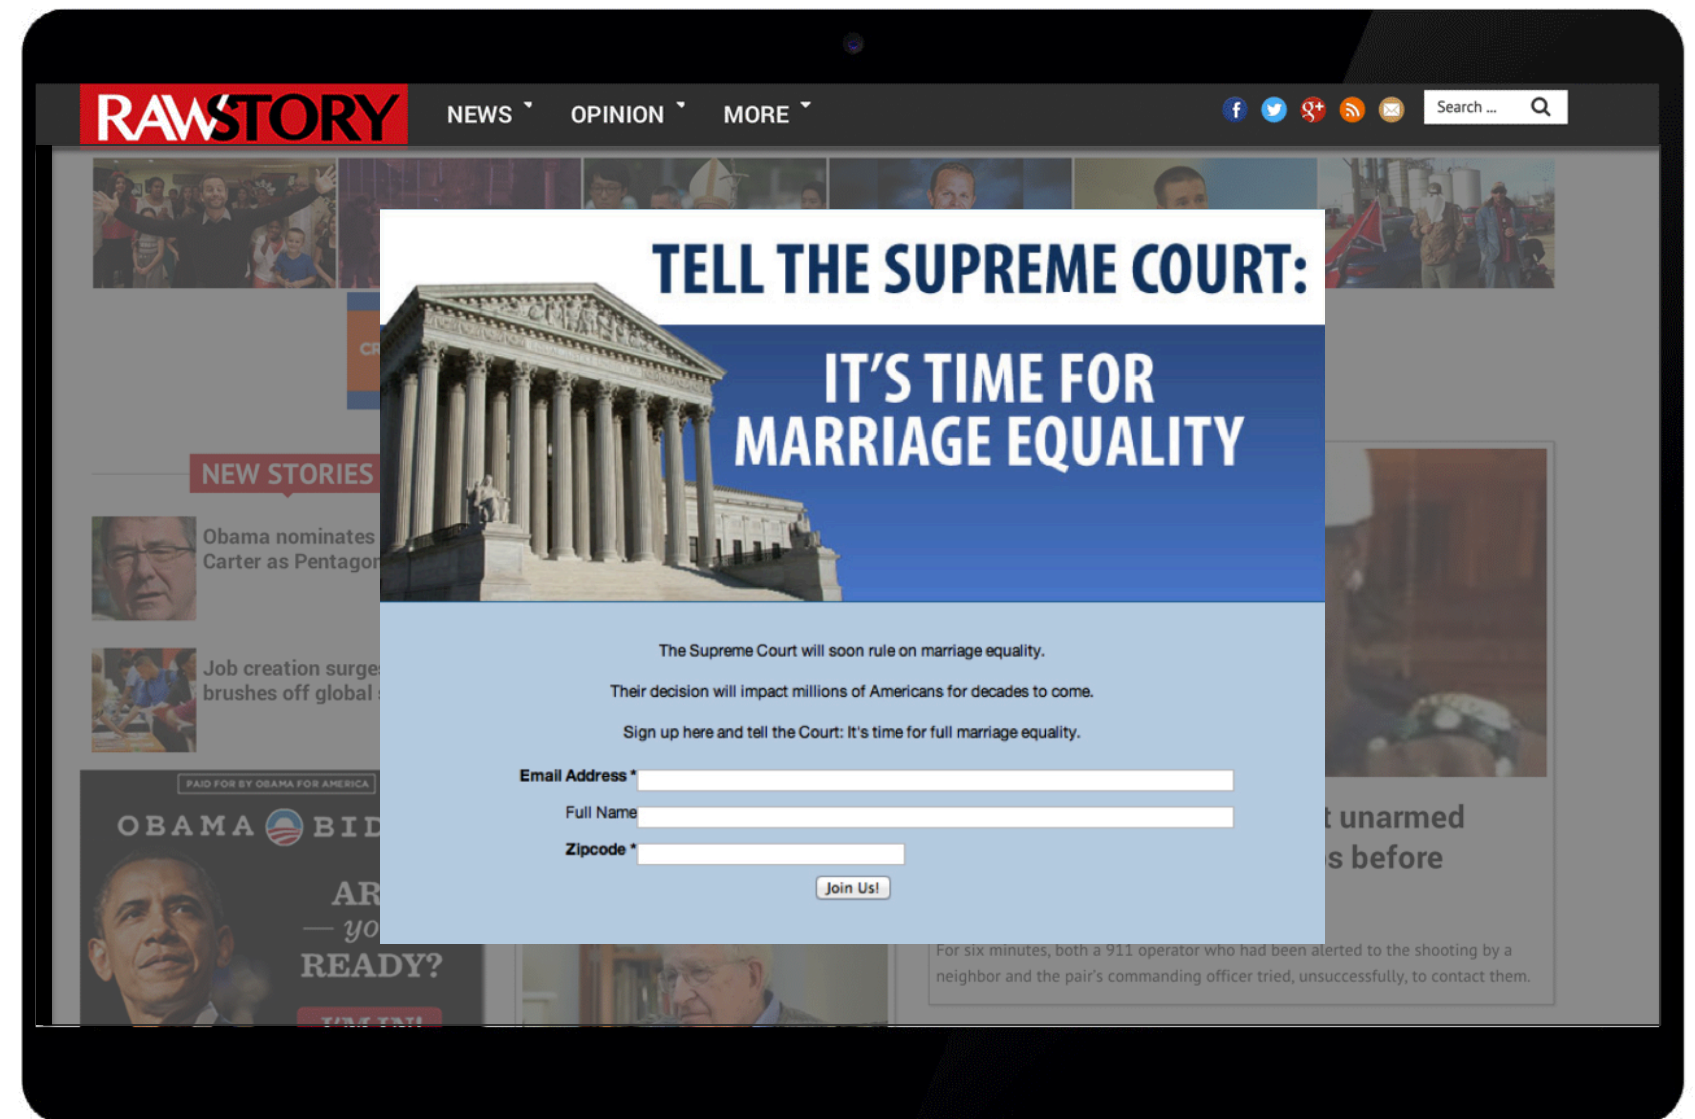 RAWSTORY
NEWS
OPINION
MORE
Search ...
TELL THE SUPREME COURT:
IT'S TIME FOR
MARRIAGE EQUALITY
CR
NEW STORIES
Obama nominates
Carter as Pentagon
Job creation surges
brushes off global
The Supreme Court will soon rule on marriage equality.
Their decision will impact millions of Americans for decades to come.
Sign up here and tell the Court: It's time for full marriage equality.
Email Address *
Full Name
Zipcode *
Join Us!
PAID FOR BY OBAMA FOR AMERICA
OBAMA BID
AR
— yo
READY?
I'M IN!
t unarmed
s before
For six minutes, both a 911 operator who had been alerted to the shooting by a
neighbor and the pair's commanding officer tried, unsuccessfully, to contact them.